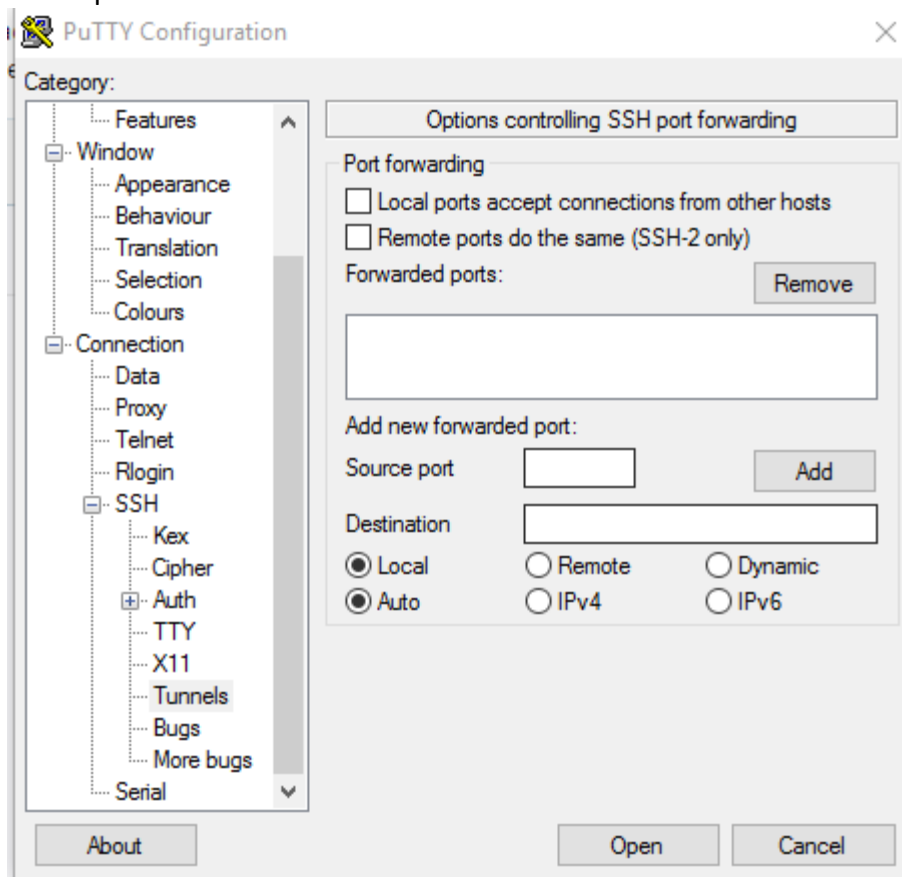 PuTTY Configuration
Category:
Features
Window
Appearance
Behaviour
Translation
Selection
Colours
Connection
Data
Proxy
Telnet
Rlogin
SSH
Kex
Cipher
Auth
TTY
X11
Tunnels
Bugs
More bugs
Serial
Options controlling SSH port forwarding
Port forwarding
Local ports accept connections from other hosts
Remote ports do the same (SSH-2 only)
Forwarded ports:
Remove
Add new forwarded port:
Source port
Add
Destination
Local Remote Dynamic
Auto IPv4 IPv6
About Open Cancel